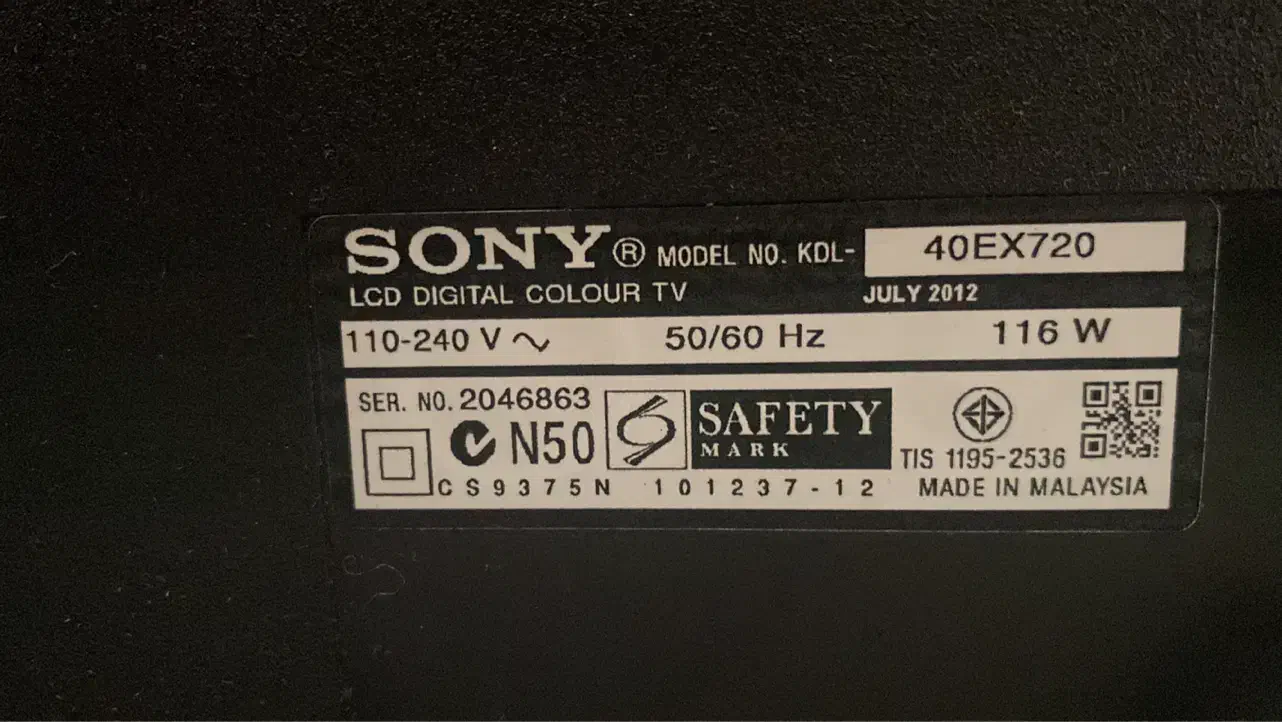 SONY® MODEL NO. KDL- 40EX720
LCD DIGITAL COLOUR TV JULY 2012
110-240 V ~ 50/60 Hz 116 W
SER. NO. 2046863
N50
SAFETY
MARK
TIS 1195-2536
CS9375N 101237-12 MADE IN MALAYSIA